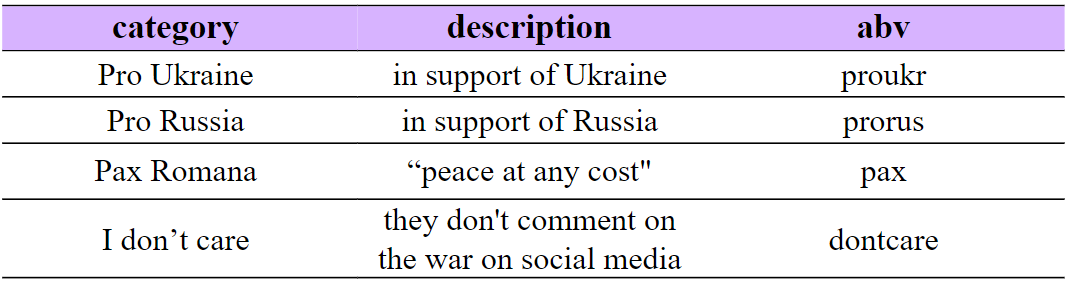 category description abv
Pro Ukraine in support of Ukraine proukr
Pro Russia in support of Russia prorus
Pax Romana “peace at any cost" pax
I don’t care they don't comment on the war on social media dontcare